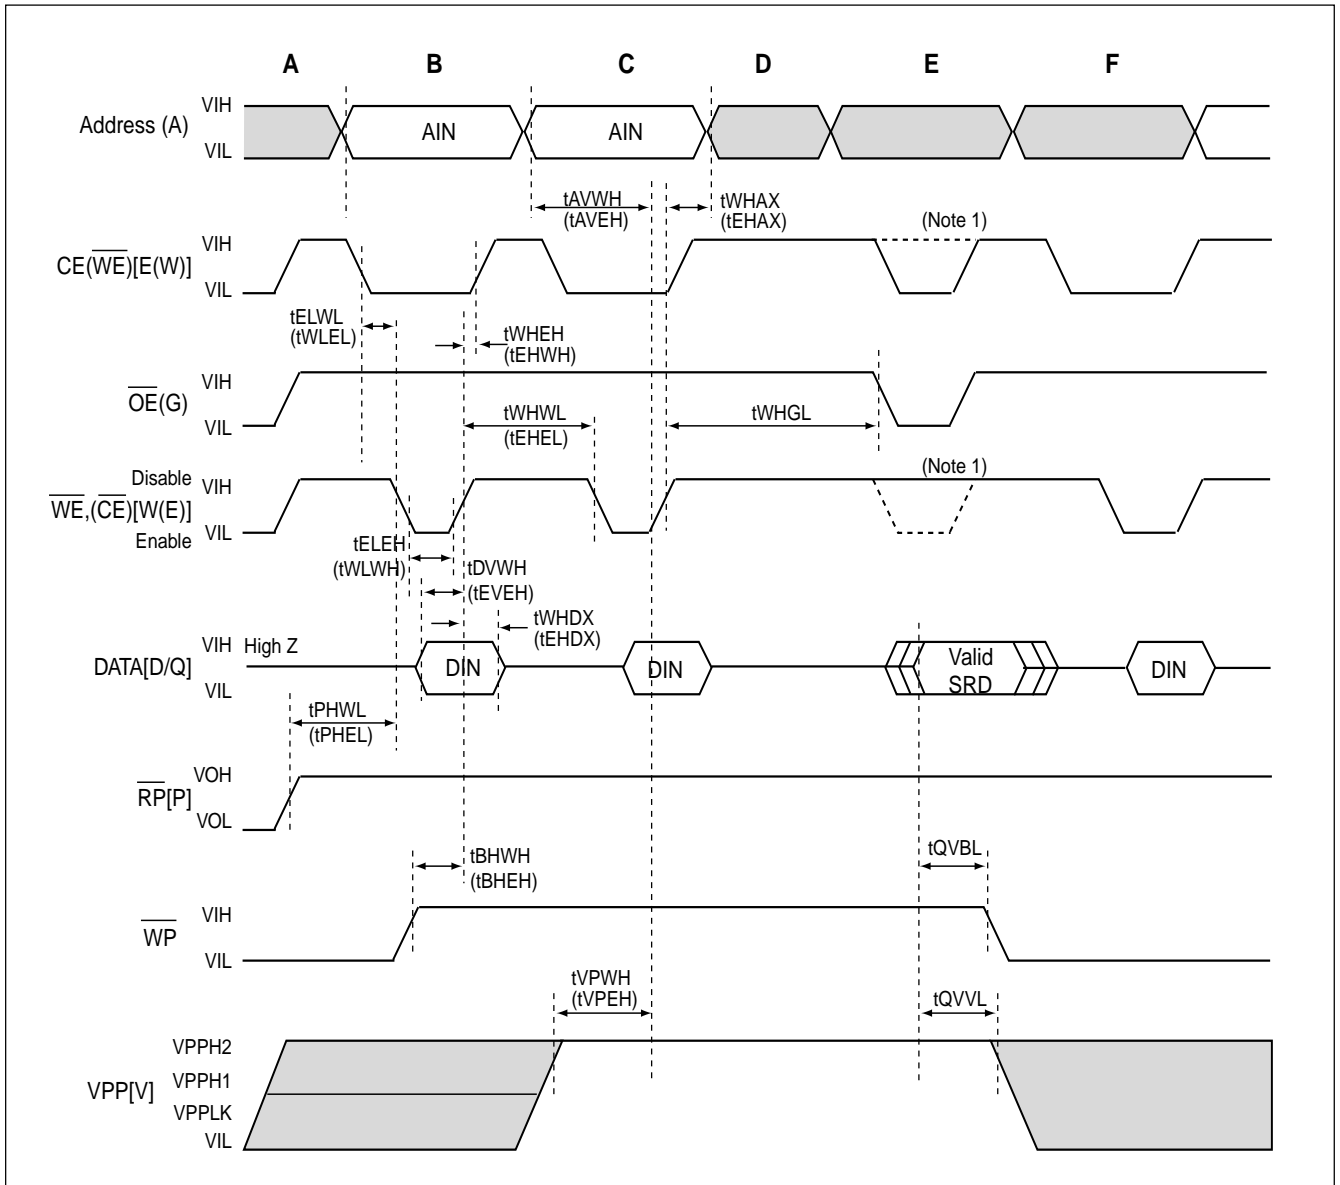 A B C D E F
Address (A)
VIH
VIL
AIN
AIN
tAVWH
(tAVEH)
tWHAX
(tEHAX)
CE(WE)[E(W)]
VIH
VIL
(Note 1)
tELWL
(tWLEL)
tWHEH
(tEHWH)
OE(G)
VIH
VIL
tWHWL
(tEHEL)
tWHGL
Disable
WE,(CE)[W(E)]
Enable
VIH
VIL
(Note 1)
tELEH
(tWLWH)
tDVWH
(tEVEH)
tWHDX
(tEHDX)
DATA[D/Q]
VIH
VIL
High Z
DIN
DIN
Valid
SRD
DIN
tPHWL
(tPHEL)
RP[P]
VOH
VOL
tBHWH
(tBHEH)
tQVBL
WP
VIH
VIL
tVPWH
(tVPEH)
tQVVL
VPP[V]
VPPH2
VPPH1
VPPLK
VIL